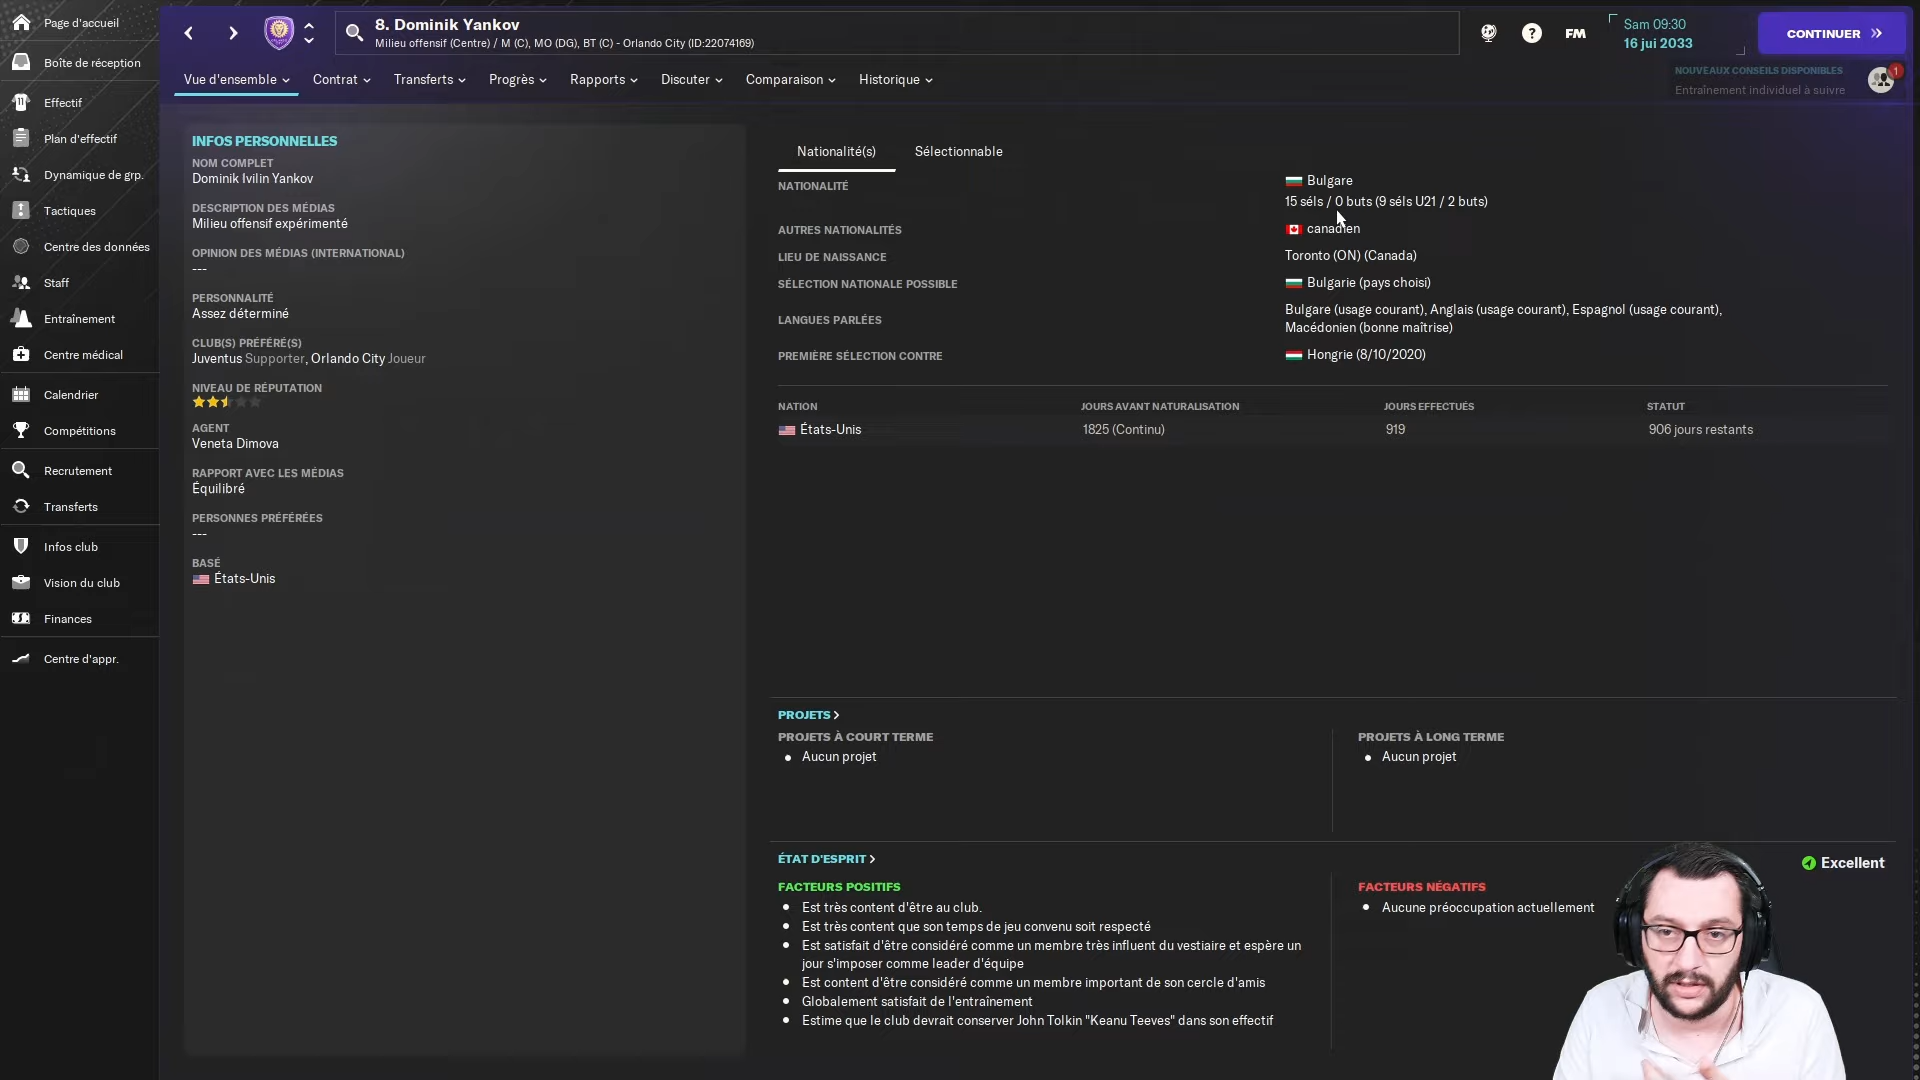 Page d'accueil
Boîte de réception
Effectif
Plan d'effectif
Dynamique de grp.
Tactiques
Centre des données
Staff
Entraînement
Centre médical
Calendrier
Compétitions
Recrutement
Transferts
Infos club
Vision du club
Finances
Centre d'appr.
8. Dominik Yankov
Milieu offensif (Centre) / M (C), MO (DG), BT (C) - Orlando City (ID:22074169)
FM
Sam 09:30
16 jui 2033
CONTINUER
Vue d'ensemble
Contrat
Transferts
Progrès
Rapports
Discuter
Comparaison
Historique
NOUVEAUX CONSEILS DISPONIBLES
Entraînement individuel à suivre
1
INFOS PERSONNELLES
NOM COMPLET
Dominik Ivilin Yankov
DESCRIPTION DES MÉDIAS
Milieu offensif expérimenté
OPINION DES MÉDIAS (INTERNATIONAL)
---
PERSONNALITÉ
Assez déterminé
CLUB(S) PRÉFÉRÉ(S)
Juventus Supporter, Orlando City Joueur
NIVEAU DE RÉPUTATION
AGENT
Veneta Dimova
RAPPORT AVEC LES MÉDIAS
Équilibré
PERSONNES PRÉFÉRÉES
---
BASÉ
États-Unis
Nationalité(s) Sélectionnable
NATIONALITÉ
Bulgare
15 séls / 0 buts (9 séls U21 / 2 buts)
AUTRES NATIONALITÉS
canadien
LIEU DE NAISSANCE
Toronto (ON) (Canada)
SÉLECTION NATIONALE POSSIBLE
Bulgarie (pays choisi)
LANGUES PARLÉES
Bulgare (usage courant), Anglais (usage courant), Espagnol (usage courant),
Macédonien (bonne maîtrise)
PREMIÈRE SÉLECTION CONTRE
Hongrie (8/10/2020)
NATION JOURS AVANT NATURALISATION JOURS EFFECTUÉS STATUT
États-Unis 1825 (Continu) 919 906 jours restants
PROJETS
PROJETS À COURT TERME
Aucun projet
PROJETS À LONG TERME
Aucun projet
ÉTAT D'ESPRIT
Excellent
FACTEURS POSITIFS
Est très content d'être au club.
Est très content que son temps de jeu convenu soit respecté
Est satisfait d'être considéré comme un membre très influent du vestiaire et espère un
jour s'imposer comme leader d'équipe
Est content d'être considéré comme un membre important de son cercle d'amis
Globalement satisfait de l'entraînement
Estime que le club devrait conserver John Tolkin "Keanu Teeves" dans son effectif
FACTEURS NÉGATIFS
Aucune préoccupation actuellement